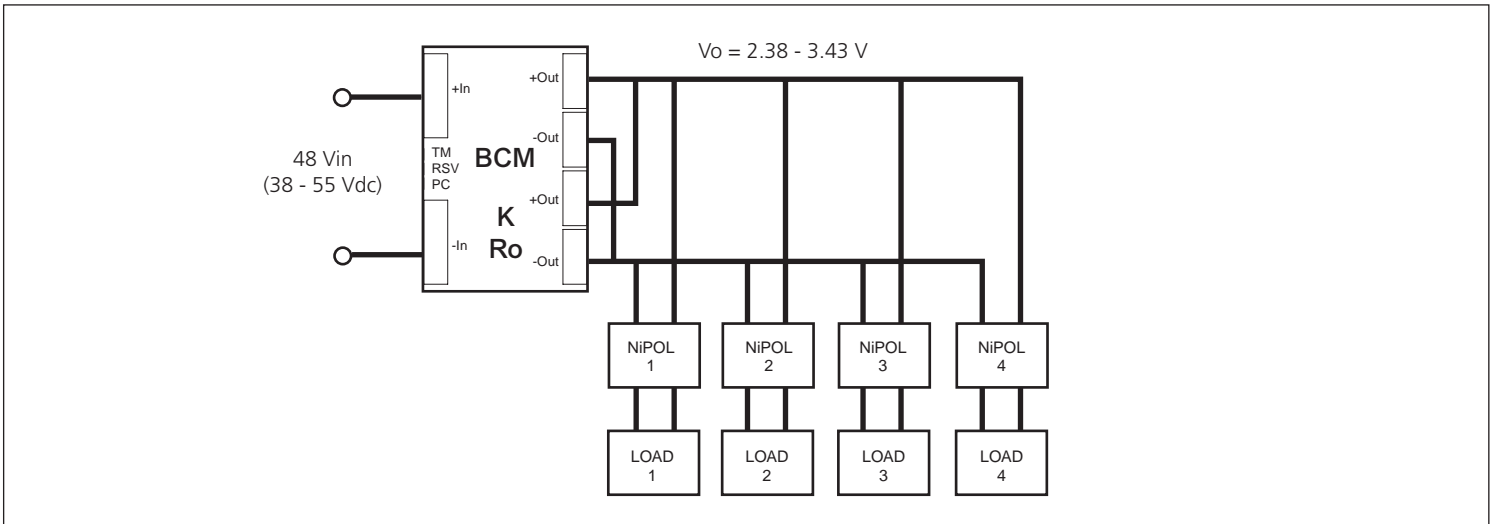 Vo = 2.38 - 3.43 V
+In
+Out
-Out
48 Vin
(38 - 55 Vdc)
TM
RSV
PC
BCM
+Out
K
Ro
-In
-Out
NiPOL
1
NiPOL
2
NiPOL
3
NiPOL
4
LOAD
1
LOAD
2
LOAD
3
LOAD
4